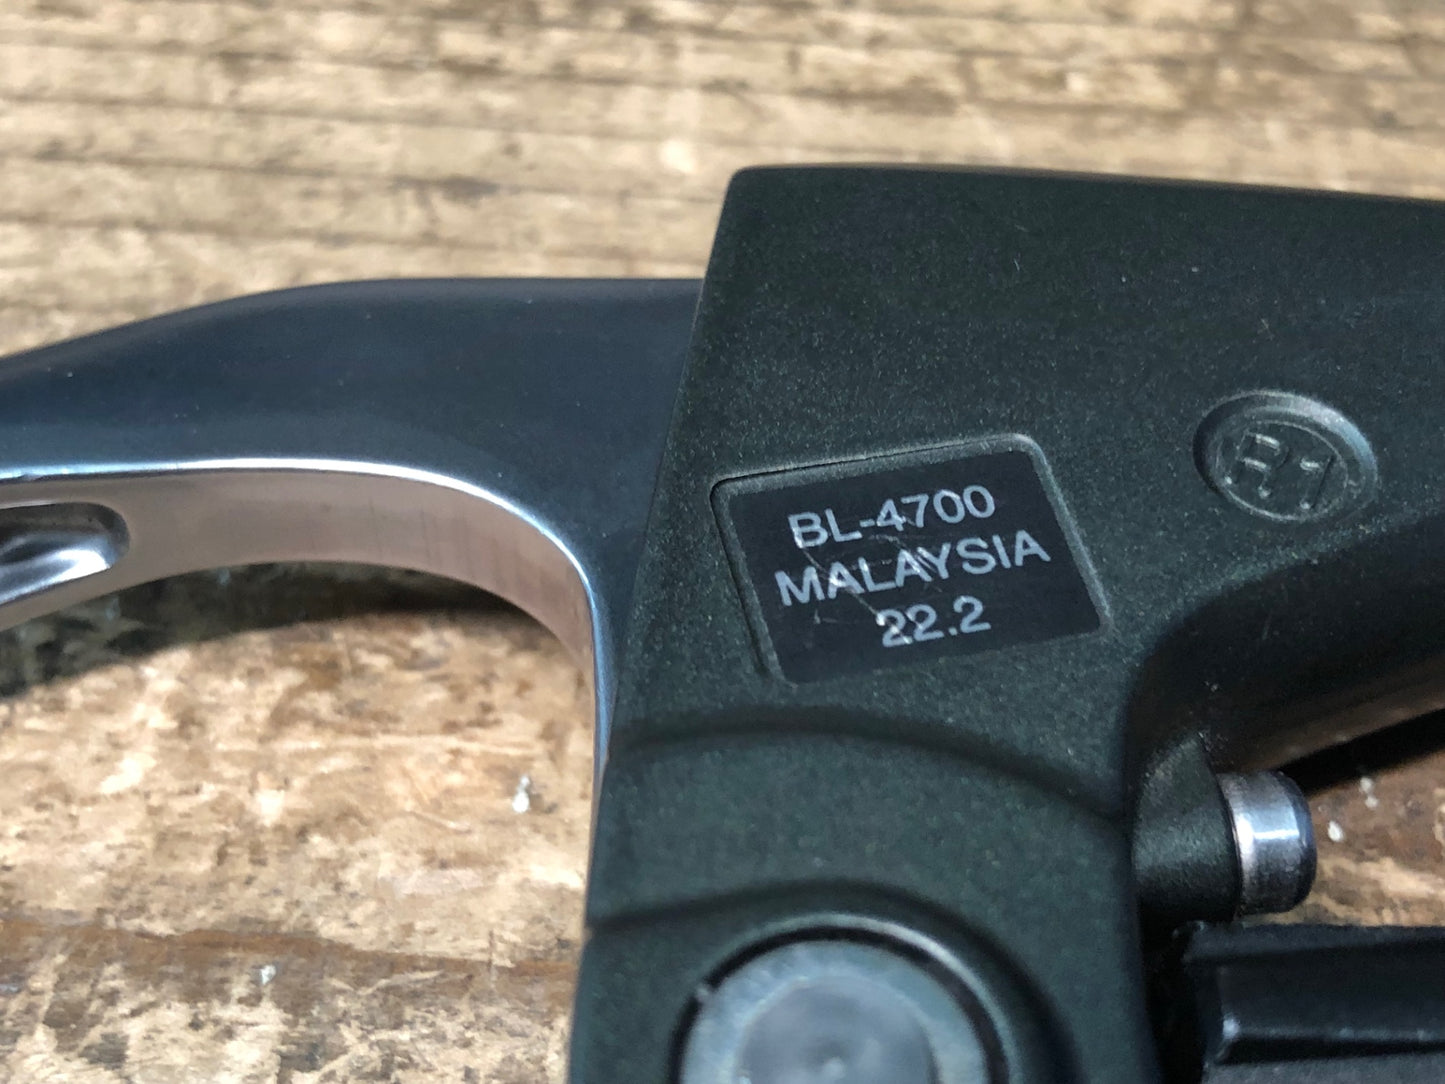 BL-4700
MALAYSIA
22.2
R1